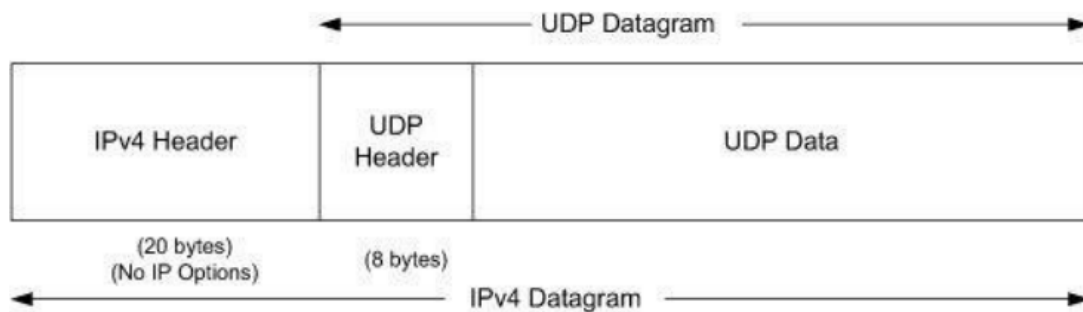 UDP Datagram
IPv4 Header
UDP
Header
UDP Data
(20 bytes)
(No IP Options)
(8 bytes)
IPv4 Datagram